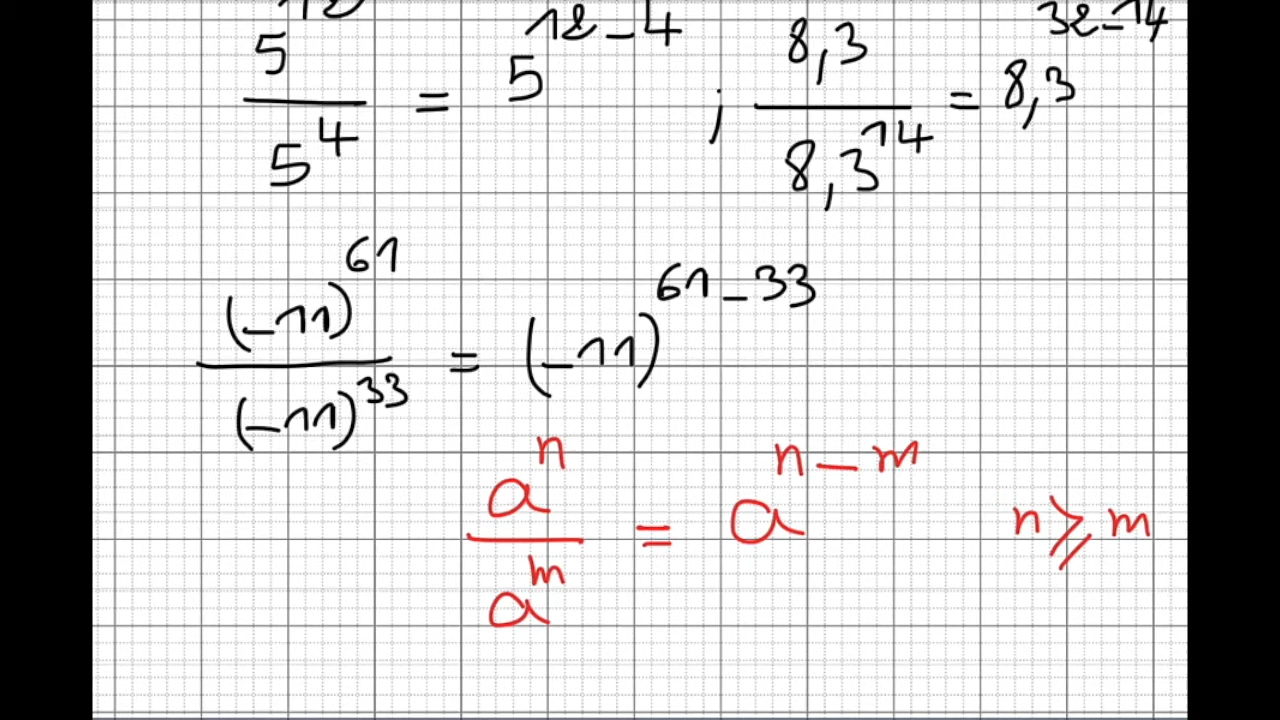 5^12 / 5^4 = 5^(12-4) ; 8,3 / 8,3^14 = 8,3^(32-14)
(-11)^61 / (-11)^33 = (-11)^(61-33)
a^n / a^m = a^(n-m) n⩾m